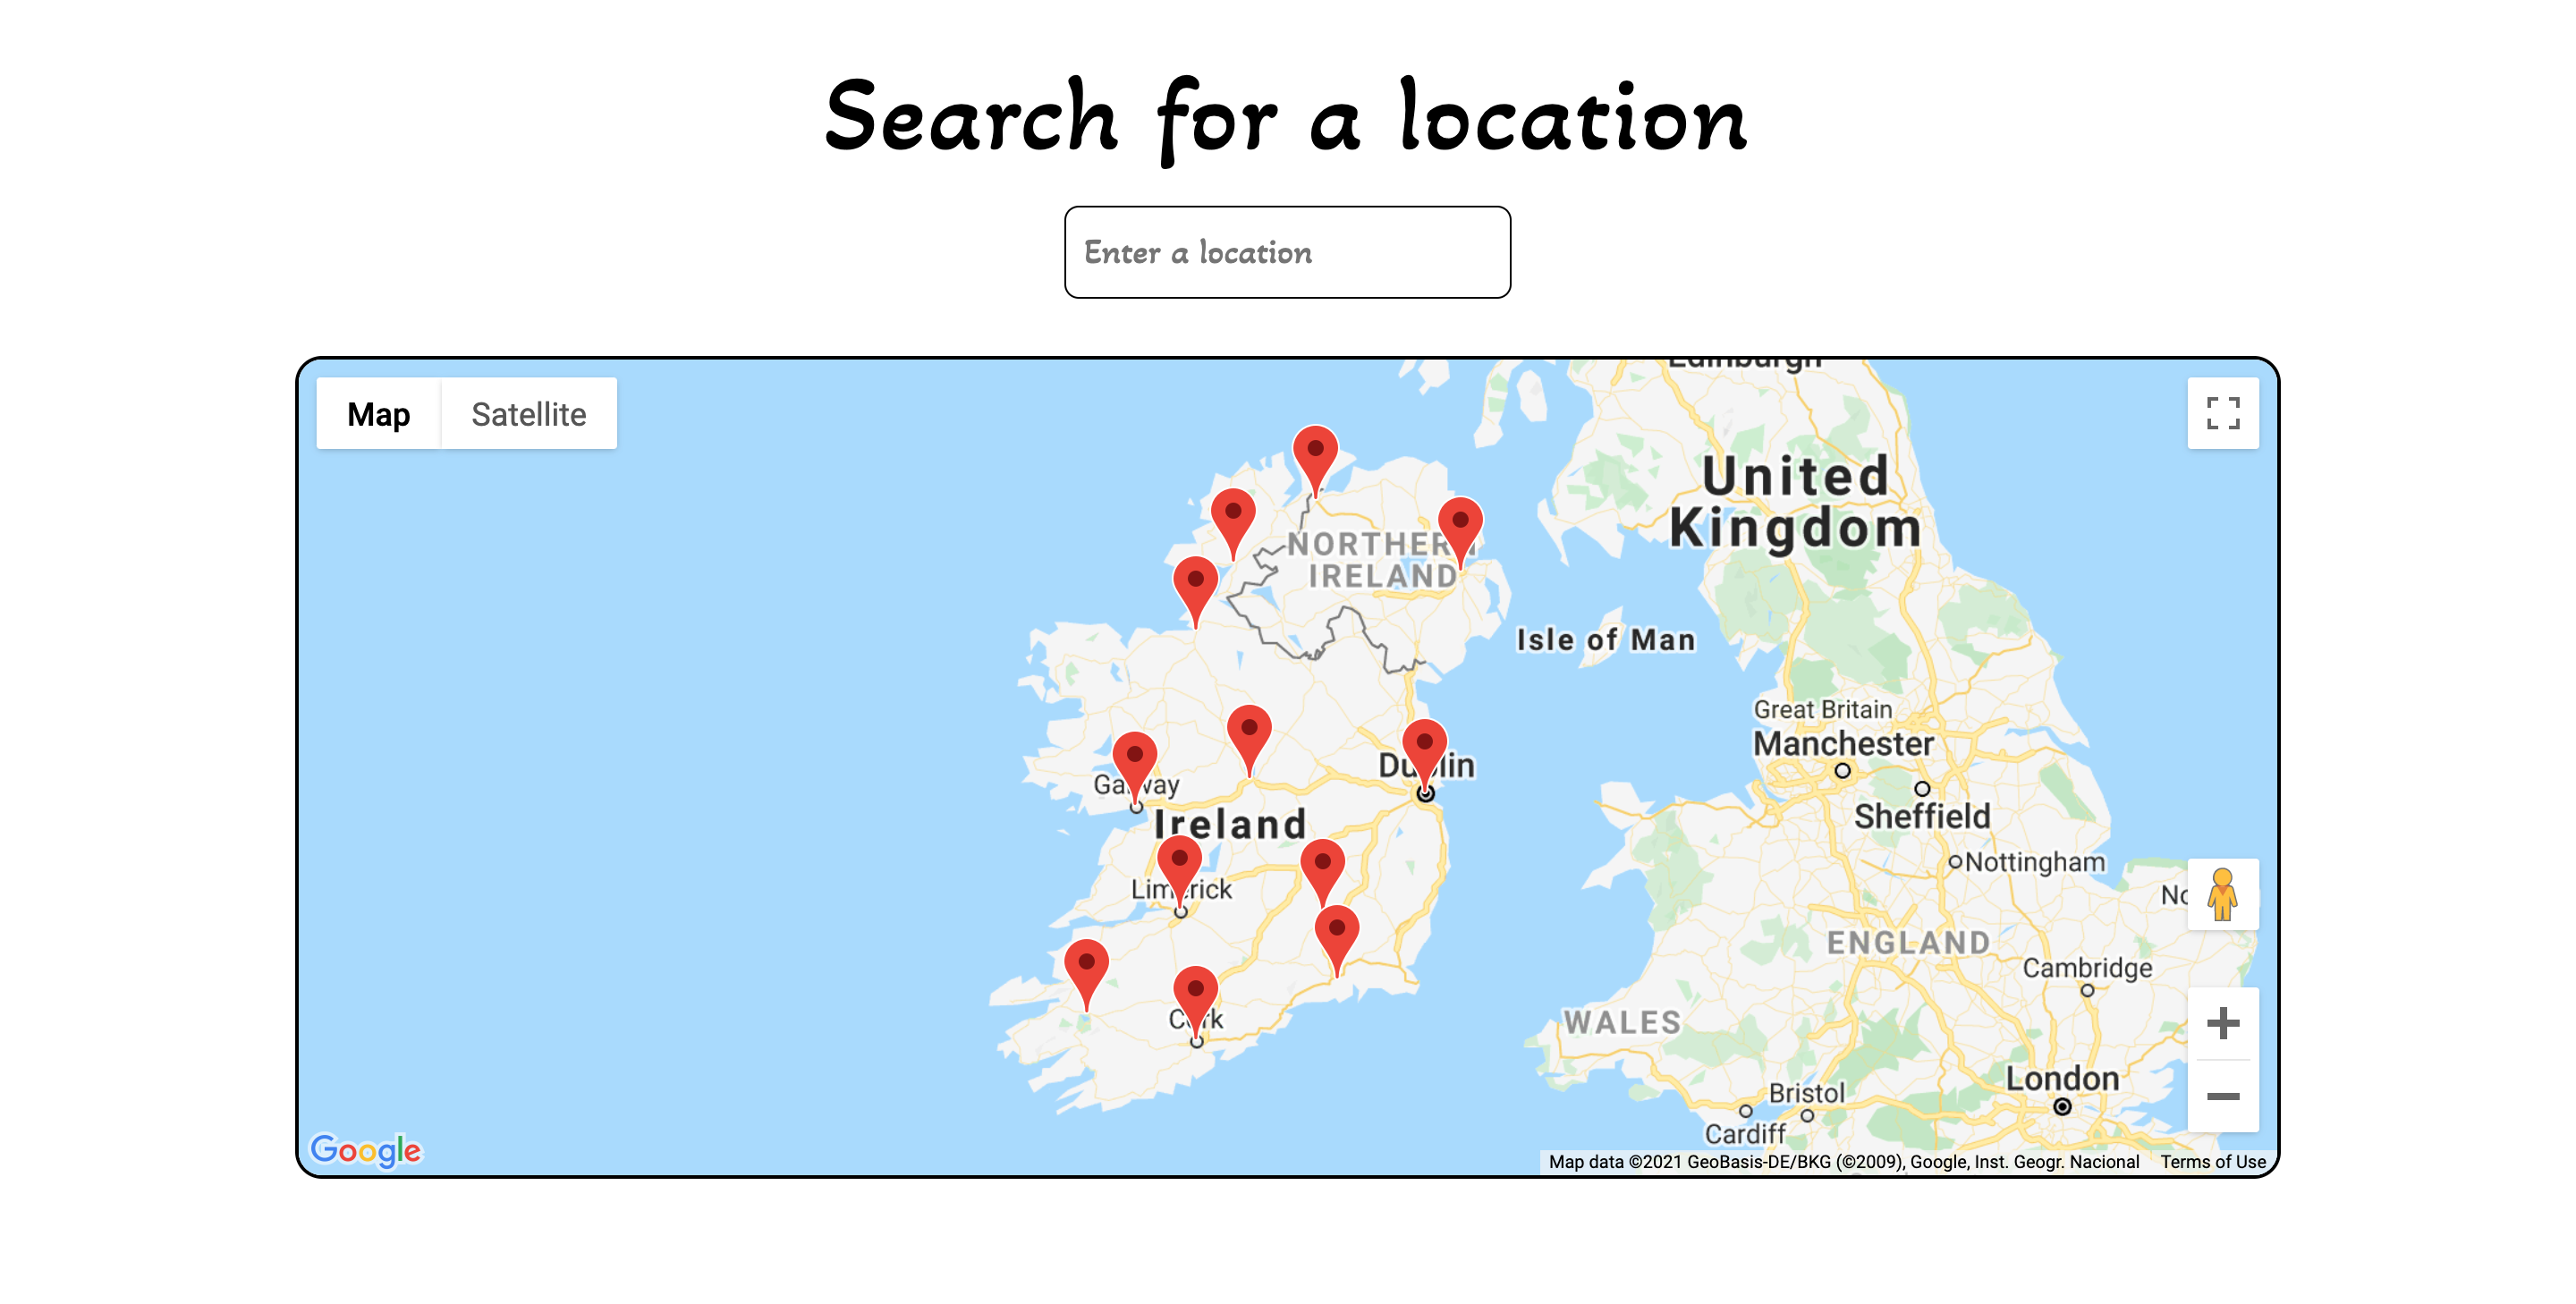 Search for a location
Enter a location
Map
Satellite
Edinburgh
United
Kingdom
NORTHERN
IRELAND
Isle of Man
Great Britain
Manchester
Dublin
Galway
Sheffield
Ireland
Nottingham
Limerick
No
ENGLAND
Cambridge
Cork
WALES
London
Bristol
Cardiff
Google
Map data ©2021 GeoBasis-DE/BKG (©2009), Google, Inst. Geogr. Nacional
Terms of Use